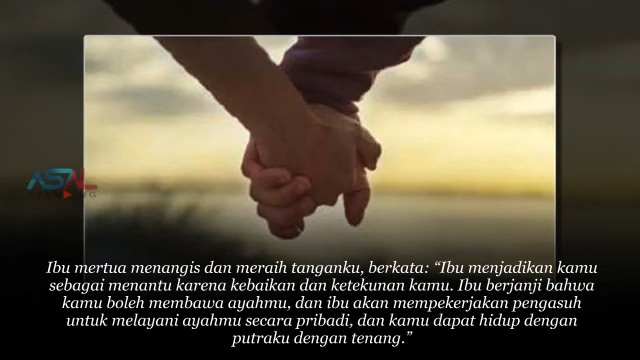 ASAL
Ibu mertua menangis dan meraih tanganku, berkata: “Ibu menjadikan kamu
sebagai menantu karena kebaikan dan ketekunan kamu. Ibu berjanji bahwa
kamu boleh membawa ayahmu, dan ibu akan mempekerjakan pengasuh
untuk melayani ayahmu secara pribadi, dan kamu dapat hidup dengan
putraku dengan tenang.”